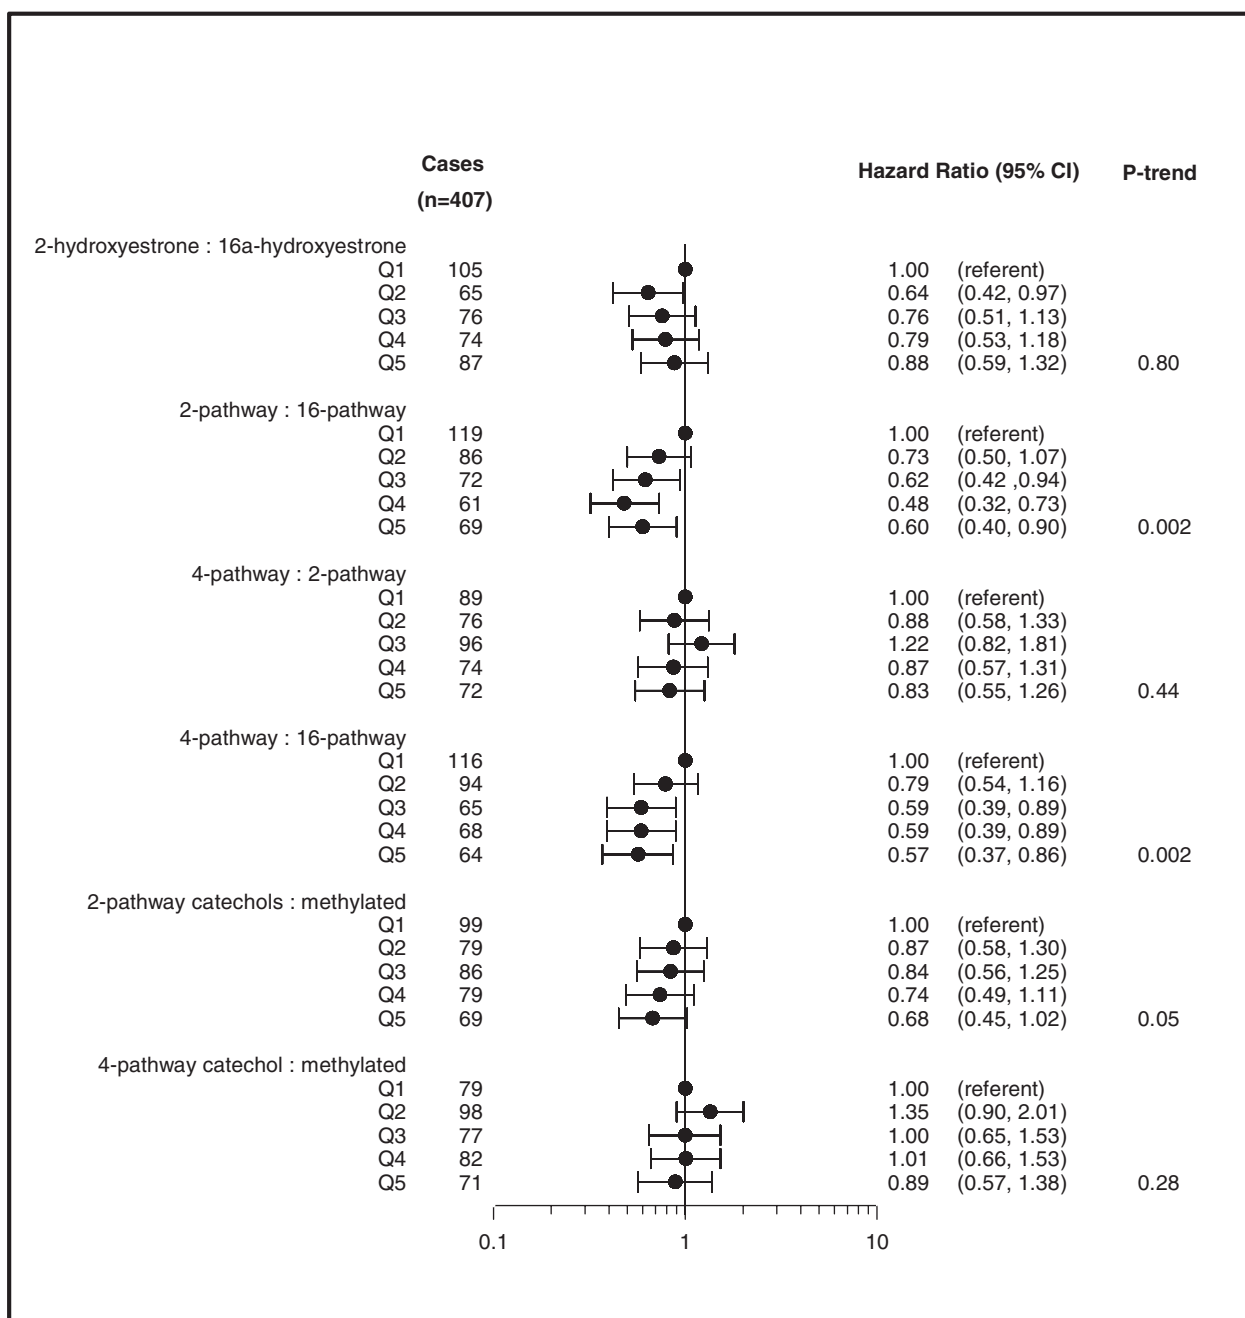 Cases
(n=407)
Hazard Ratio (95% CI) P-trend
2-hydroxyestrone : 16a-hydroxyestrone
Q1 105 1.00 (referent)
Q2 65 0.64 (0.42, 0.97)
Q3 76 0.76 (0.51, 1.13)
Q4 74 0.79 (0.53, 1.18)
Q5 87 0.88 (0.59, 1.32) 0.80
2-pathway : 16-pathway
Q1 119 1.00 (referent)
Q2 86 0.73 (0.50, 1.07)
Q3 72 0.62 (0.42 ,0.94)
Q4 61 0.48 (0.32, 0.73)
Q5 69 0.60 (0.40, 0.90) 0.002
4-pathway : 2-pathway
Q1 89 1.00 (referent)
Q2 76 0.88 (0.58, 1.33)
Q3 96 1.22 (0.82, 1.81)
Q4 74 0.87 (0.57, 1.31)
Q5 72 0.83 (0.55, 1.26) 0.44
4-pathway : 16-pathway
Q1 116 1.00 (referent)
Q2 94 0.79 (0.54, 1.16)
Q3 65 0.59 (0.39, 0.89)
Q4 68 0.59 (0.39, 0.89)
Q5 64 0.57 (0.37, 0.86) 0.002
2-pathway catechols : methylated
Q1 99 1.00 (referent)
Q2 79 0.87 (0.58, 1.30)
Q3 86 0.84 (0.56, 1.25)
Q4 79 0.74 (0.49, 1.11)
Q5 69 0.68 (0.45, 1.02) 0.05
4-pathway catechol : methylated
Q1 79 1.00 (referent)
Q2 98 1.35 (0.90, 2.01)
Q3 77 1.00 (0.65, 1.53)
Q4 82 1.01 (0.66, 1.53)
Q5 71 0.89 (0.57, 1.38) 0.28
0.1 1 10